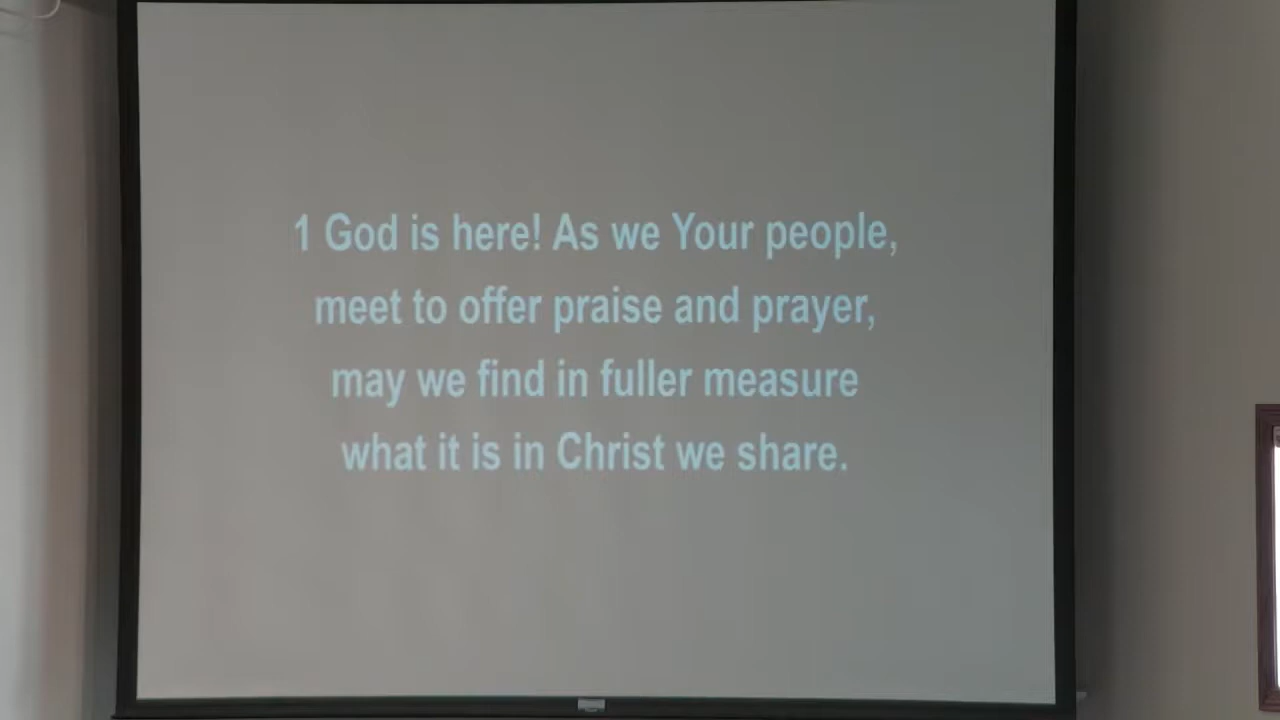 1 God is here! As we Your people,
meet to offer praise and prayer,
may we find in fuller measure
what it is in Christ we share.